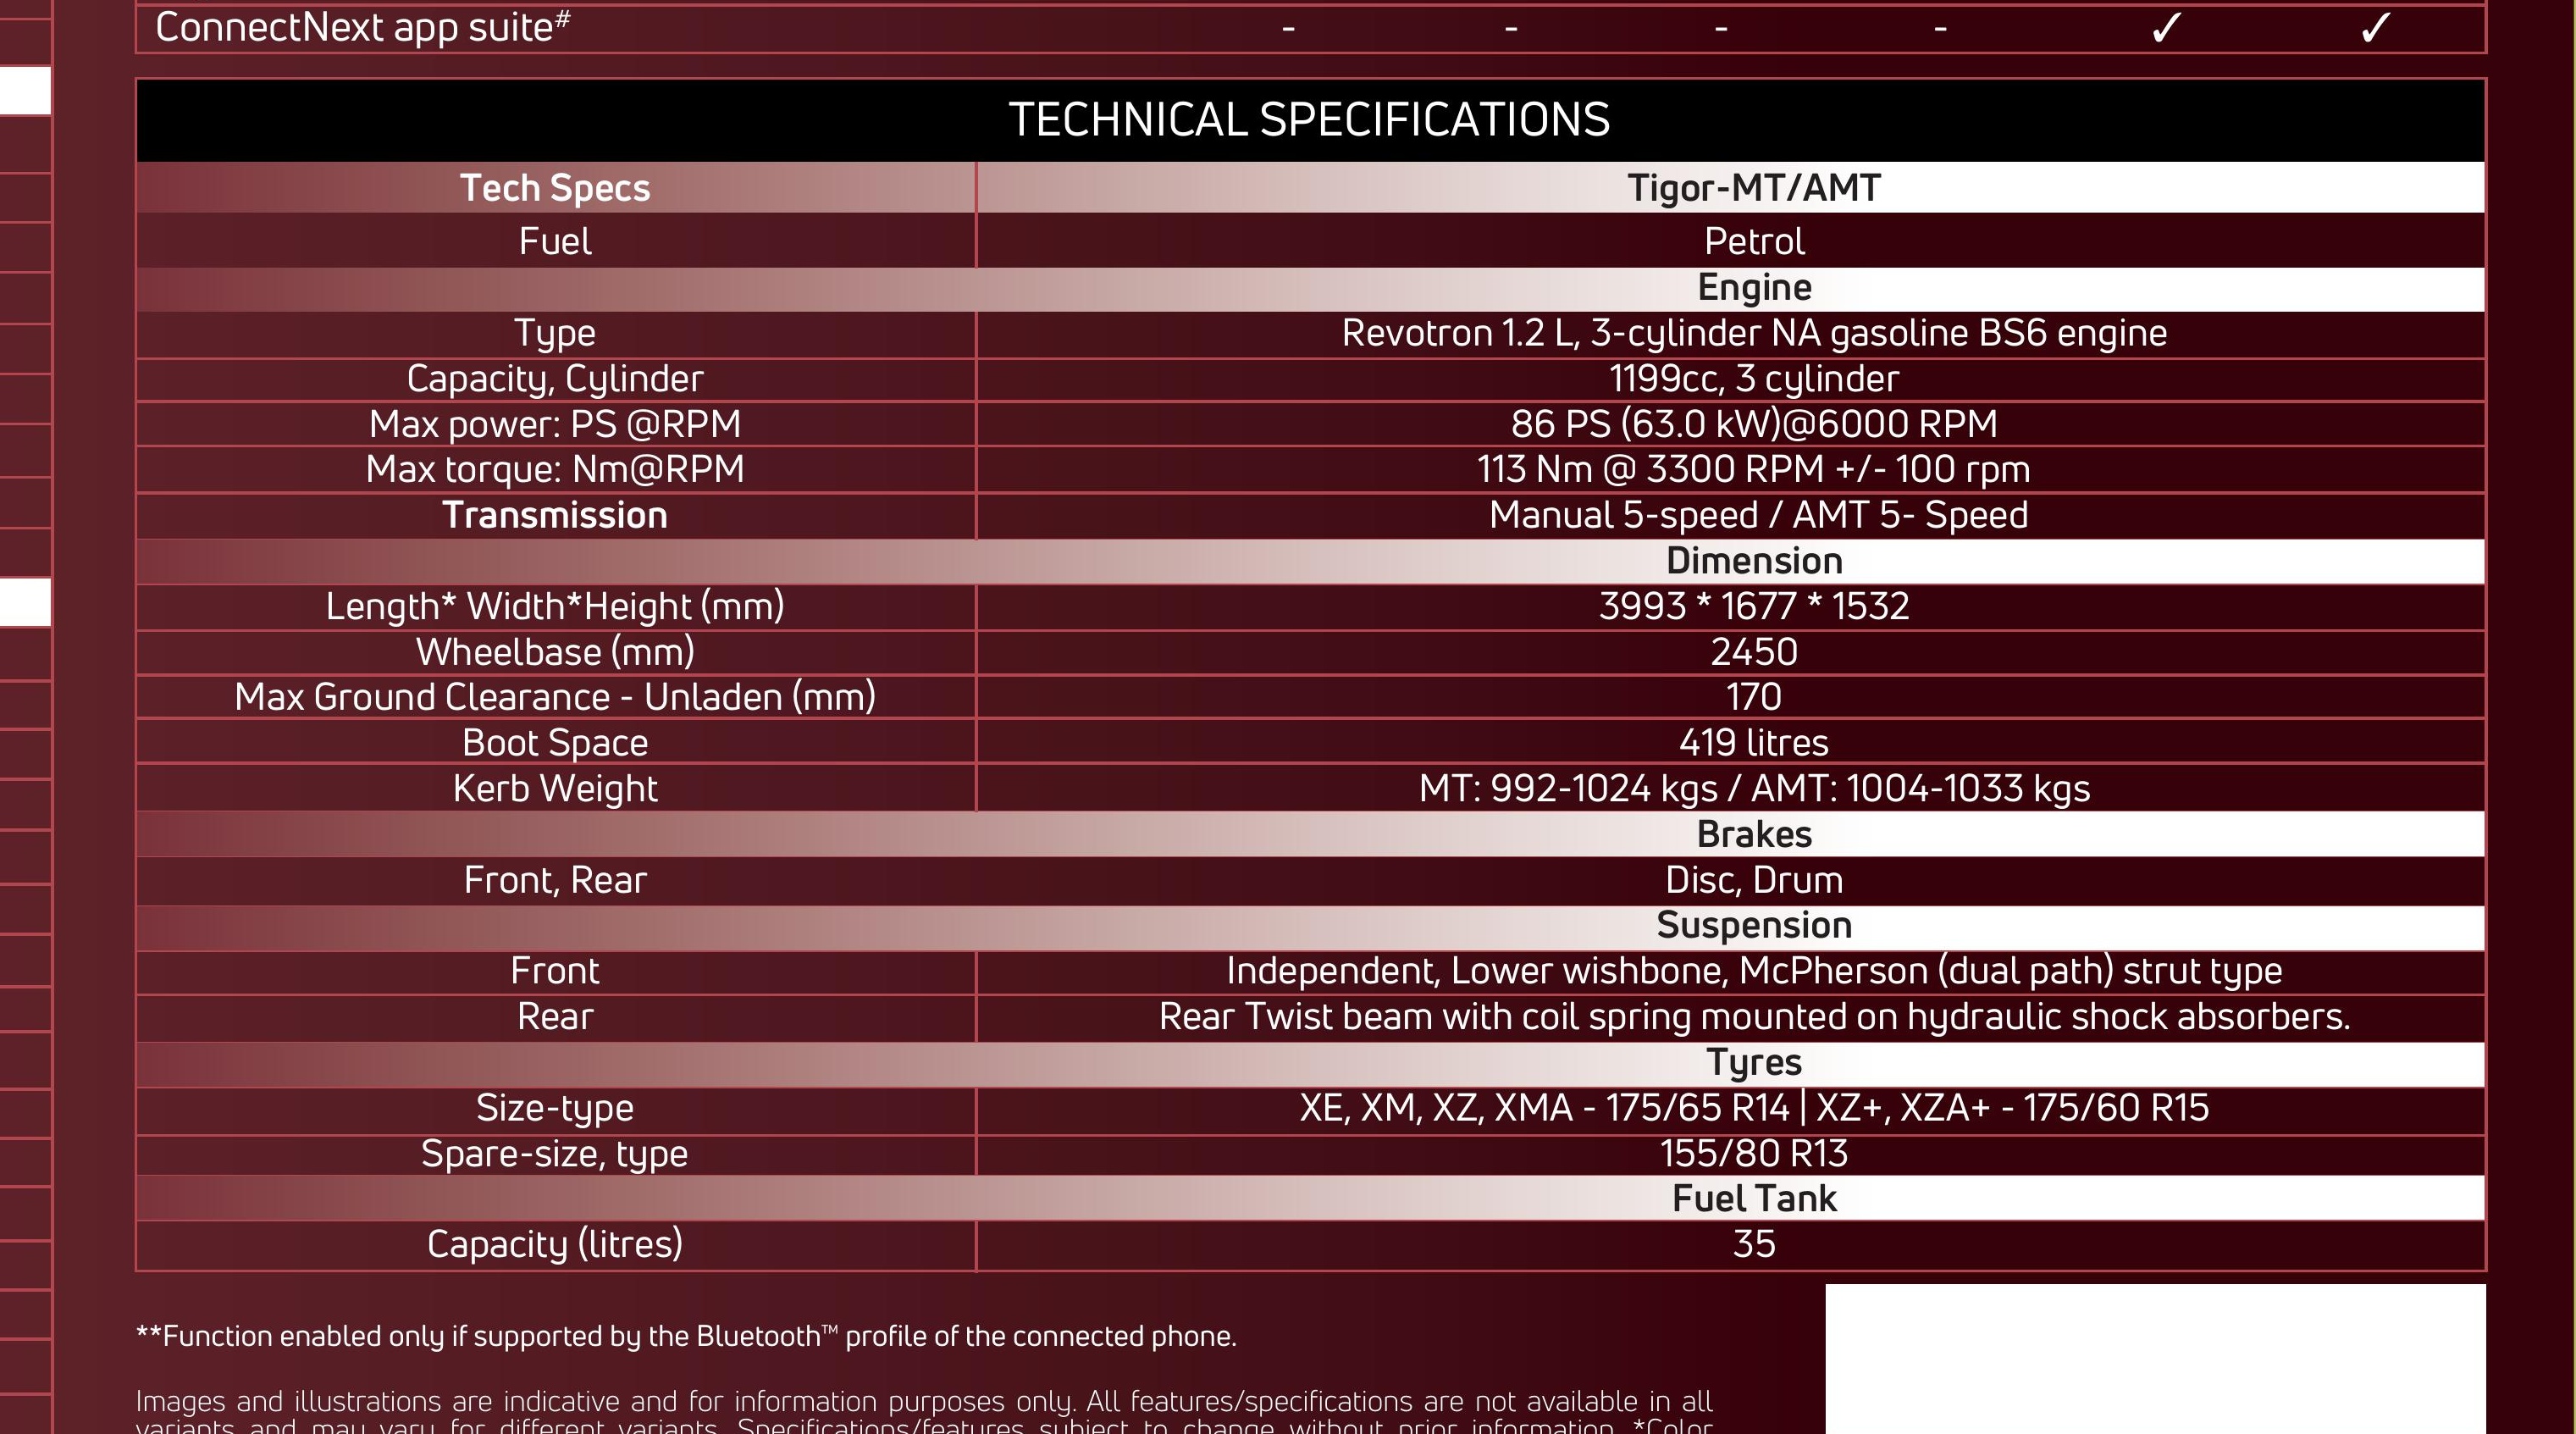 ConnectNext app suite# - - - - ✓ ✓
TECHNICAL SPECIFICATIONS
Tech Specs Tigor-MT/AMT
Fuel Petrol
Engine
Type Revotron 1.2 L, 3-cylinder NA gasoline BS6 engine
Capacity, Cylinder 1199cc, 3 cylinder
Max power: PS @RPM 86 PS (63.0 kW)@6000 RPM
Max torque: Nm@RPM 113 Nm @ 3300 RPM +/- 100 rpm
Transmission Manual 5-speed / AMT 5- Speed
Dimension
Length* Width*Height (mm) 3993 * 1677 * 1532
Wheelbase (mm) 2450
Max Ground Clearance - Unladen (mm) 170
Boot Space 419 litres
Kerb Weight MT: 992-1024 kgs / AMT: 1004-1033 kgs
Brakes
Front, Rear Disc, Drum
Suspension
Front Independent, Lower wishbone, McPherson (dual path) strut type
Rear Rear Twist beam with coil spring mounted on hydraulic shock absorbers.
Tyres
Size-type XE, XM, XZ, XMA - 175/65 R14 | XZ+, XZA+ - 175/60 R15
Spare-size, type 155/80 R13
Fuel Tank
Capacity (litres) 35
**Function enabled only if supported by the Bluetooth™ profile of the connected phone.
Images and illustrations are indicative and for information purposes only. All features/specifications are not available in all
variants and may vary for different variants. Specifications/features subject to change without prior information. *Color